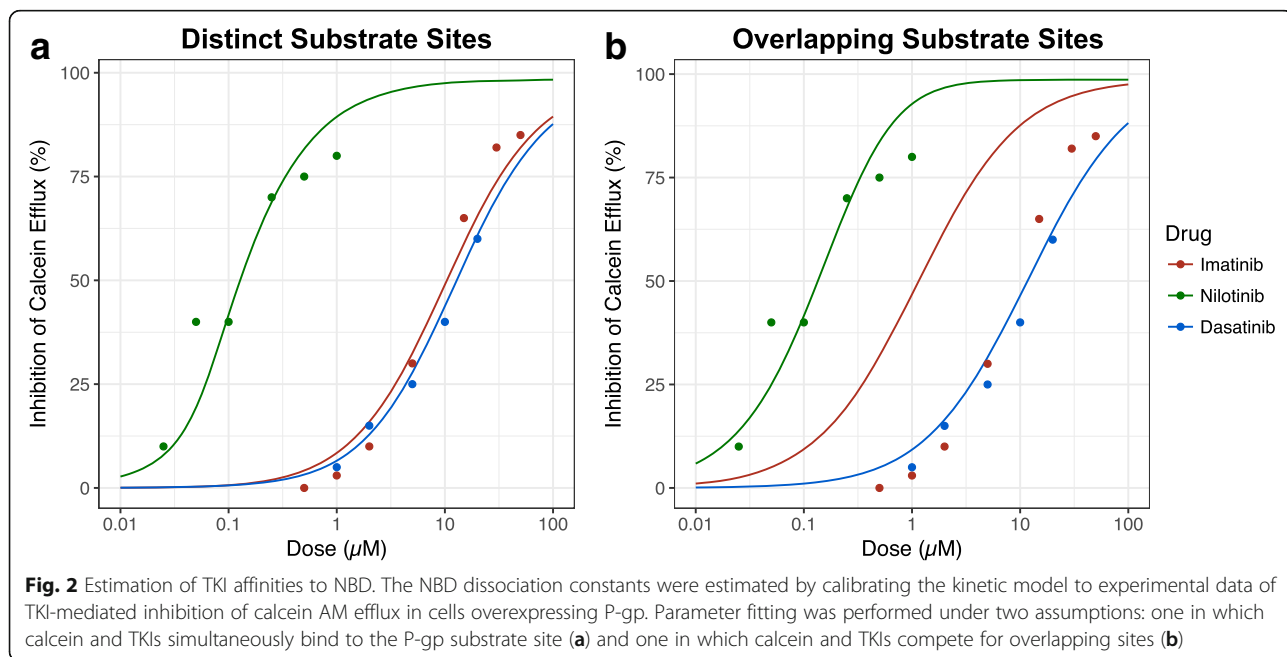 a
Distinct Substrate Sites
100
75
50
25
0
Inhibition of Calcein Efflux (%)
0.01 0.1 1 10 100
Dose (µM)
b
Overlapping Substrate Sites
100
75
50
25
0
Inhibition of Calcein Efflux (%)
0.01 0.1 1 10 100
Dose (µM)
Drug
Imatinib
Nilotinib
Dasatinib
Fig. 2 Estimation of TKI affinities to NBD. The NBD dissociation constants were estimated by calibrating the kinetic model to experimental data of
TKI-mediated inhibition of calcein AM efflux in cells overexpressing P-gp. Parameter fitting was performed under two assumptions: one in which
calcein and TKIs simultaneously bind to the P-gp substrate site (a) and one in which calcein and TKIs compete for overlapping sites (b)